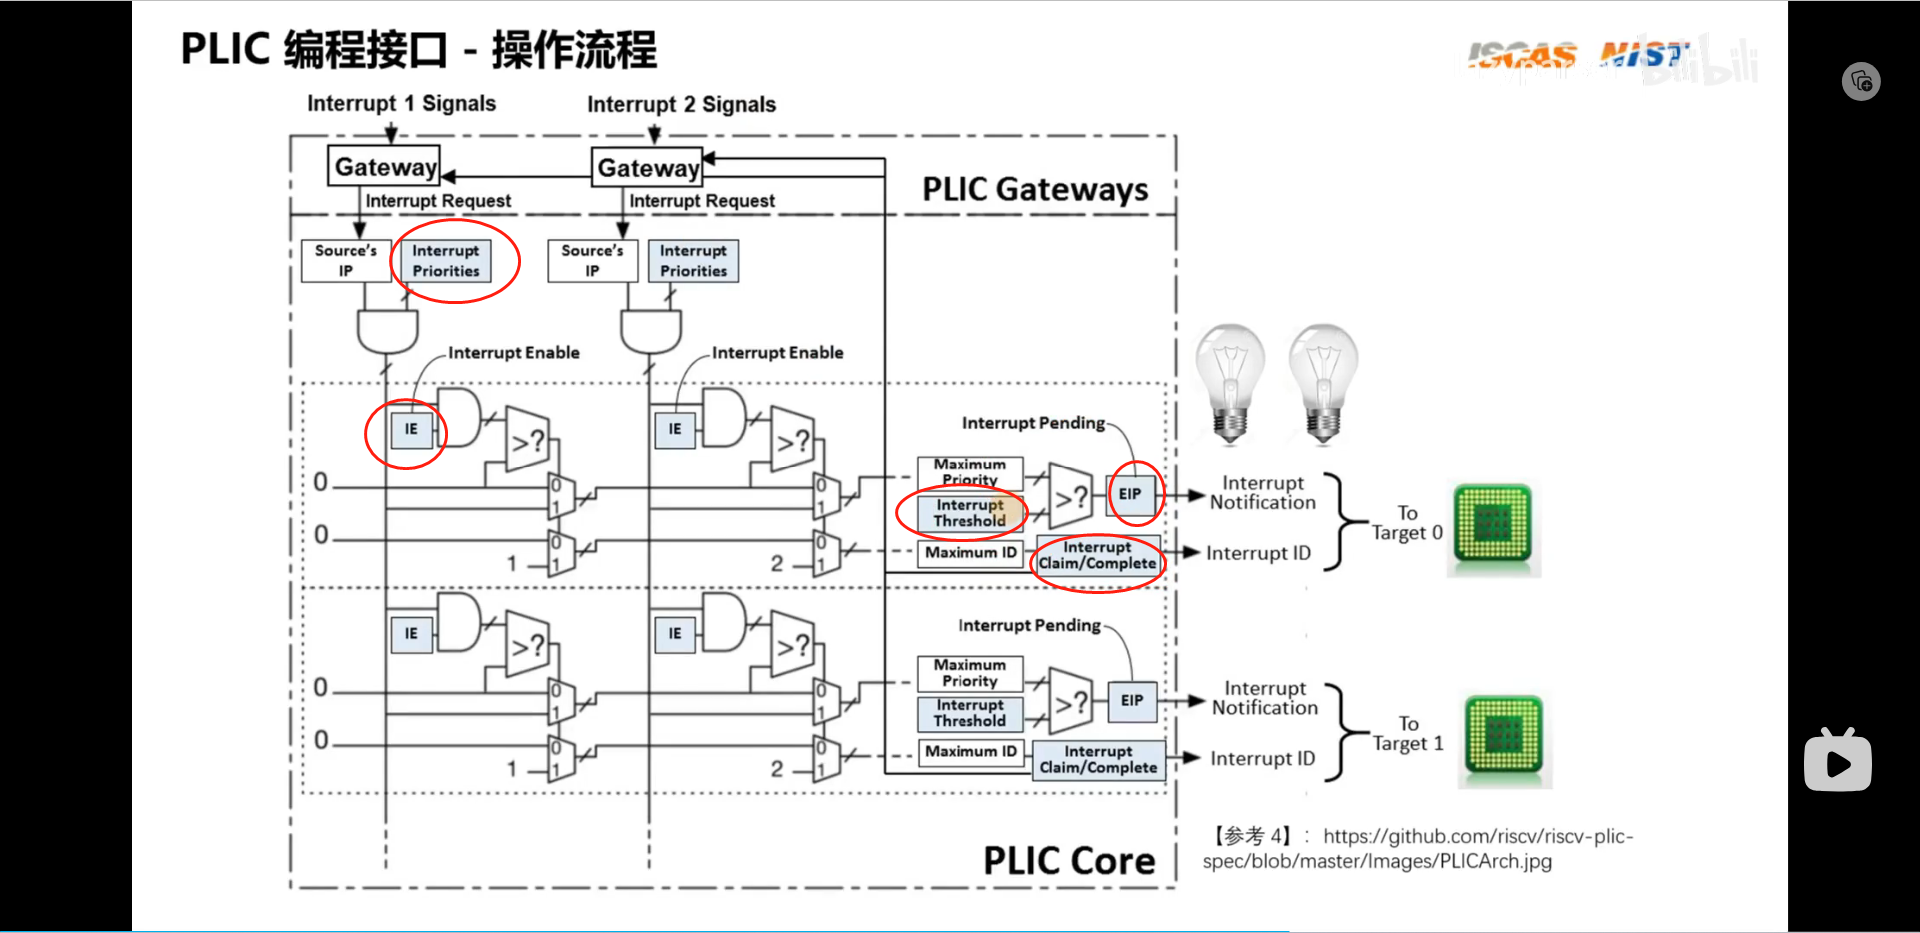 PLIC 编程接口 - 操作流程
ISCAS NIST
bilibili
Interrupt 1 Signals
Interrupt 2 Signals
Gateway
Gateway
PLIC Gateways
Interrupt Request
Interrupt Request
Source's
IP
Interrupt
Priorities
Source's
IP
Interrupt
Priorities
Interrupt Enable
Interrupt Enable
IE
>?
IE
>?
0
0
1
0
1
0
0
1
1
2
0
1
Interrupt Pending
Maximum
Priority
Interrupt
Threshold
>?
EIP
Maximum ID
Interrupt
Claim/Complete
Interrupt
Notification
Interrupt ID
To
Target 0
IE
>?
IE
>?
0
0
1
0
1
0
0
1
1
2
0
1
Interrupt Pending
Maximum
Priority
Interrupt
Threshold
>?
EIP
Maximum ID
Interrupt
Claim/Complete
Interrupt
Notification
Interrupt ID
To
Target 1
PLIC Core
【参考 4】：https://github.com/riscv/riscv-plic-
spec/blob/master/Images/PLICArch.jpg